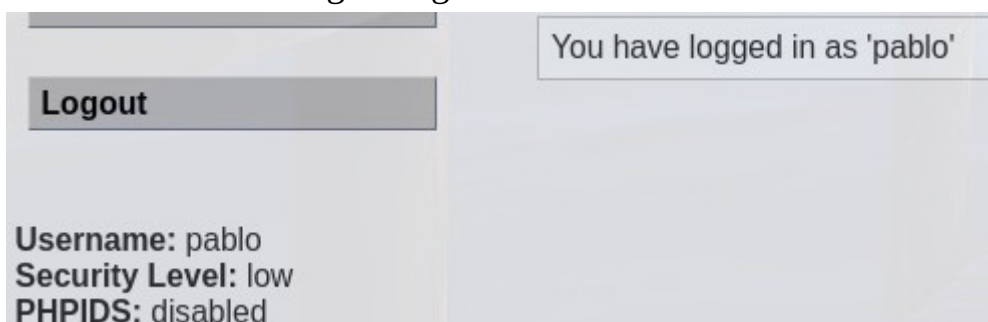 You have logged in as 'pablo'
Logout
Username: pablo
Security Level: low
PHPIDS: disabled